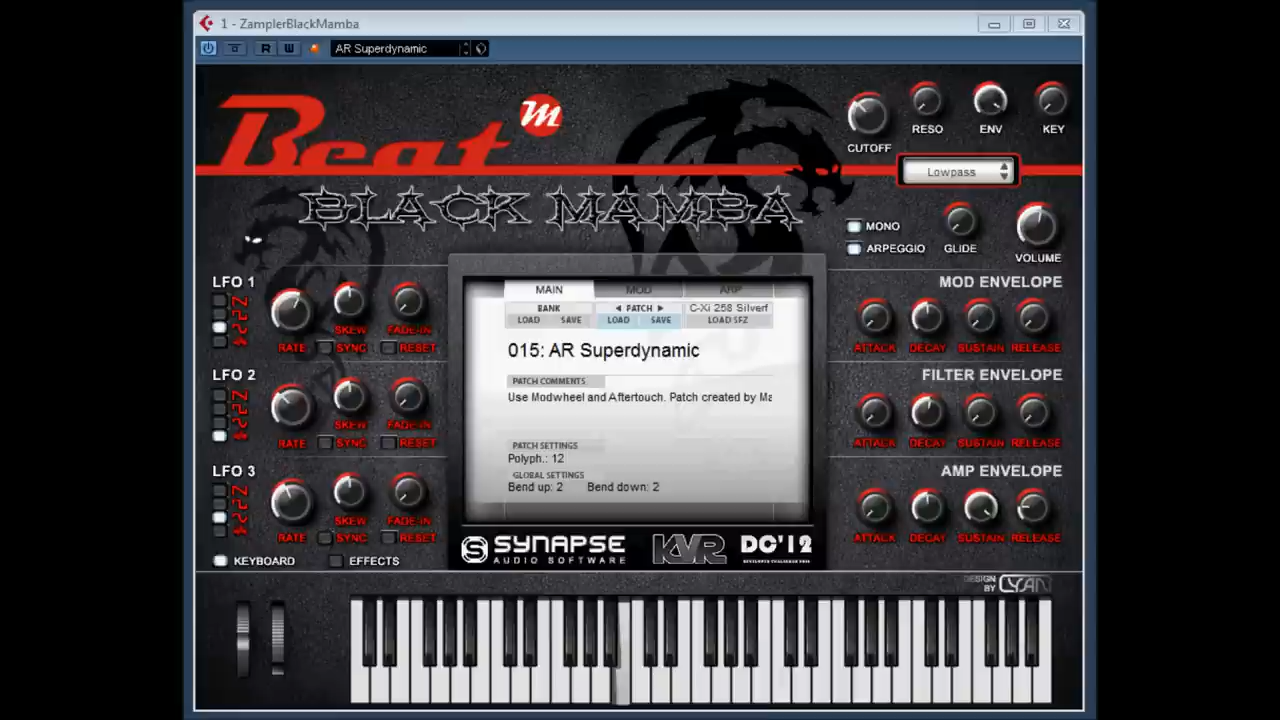 1 - ZamplerBlackMamba
R W AR Superdynamic
Beat m
BLACK MAMBA
CUTOFF RESO ENV KEY
Lowpass
MONO
ARPEGGIO GLIDE VOLUME
LFO 1
RATE SKEW SYNC FADE-IN RESET
LFO 2
RATE SKEW SYNC FADE-IN RESET
LFO 3
RATE SKEW SYNC FADE-IN RESET
KEYBOARD EFFECTS
MAIN MOD ARP
BANK ◄ PATCH ► C-Xi 258 Silverf
LOAD SAVE LOAD SAVE LOAD SFZ
015: AR Superdynamic
PATCH COMMENTS
Use Modwheel and Aftertouch. Patch created by Ma
PATCH SETTINGS
Polyph.: 12
GLOBAL SETTINGS
Bend up: 2 Bend down: 2
SYNAPSE
AUDIO SOFTWARE
KVR
DC'12
DEVELOPER CHALLENGE 2012
MOD ENVELOPE
ATTACK DECAY SUSTAIN RELEASE
FILTER ENVELOPE
ATTACK DECAY SUSTAIN RELEASE
AMP ENVELOPE
ATTACK DECAY SUSTAIN RELEASE
DESIGN BY CYAN